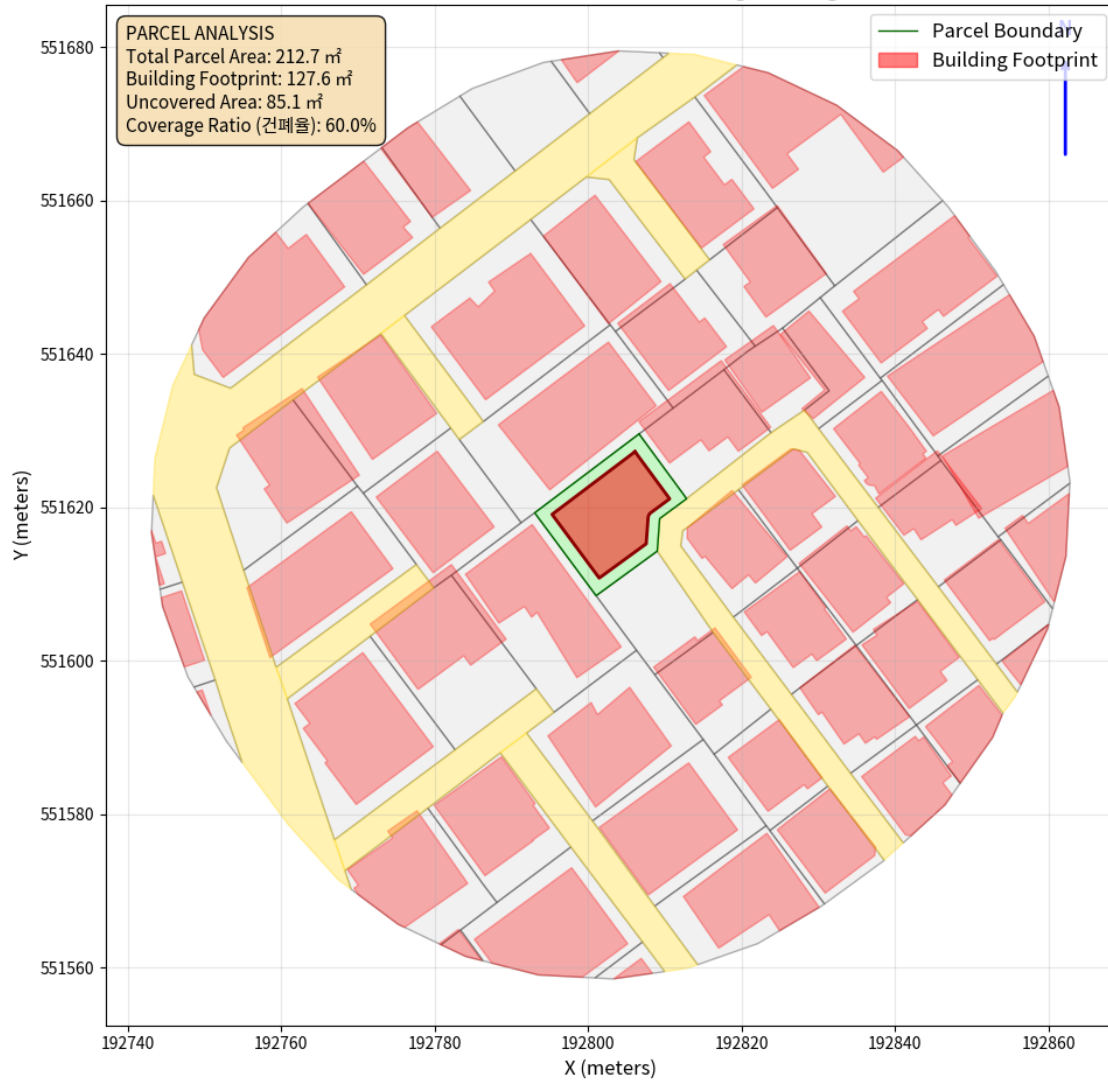 PARCEL ANALYSIS
Total Parcel Area: 212.7 ㎡
Building Footprint: 127.6 ㎡
Uncovered Area: 85.1 ㎡
Coverage Ratio (건폐율): 60.0%
N
Parcel Boundary
Building Footprint
551680
551660
551640
551620
551600
551580
551560
Y (meters)
192740 192760 192780 192800 192820 192840 192860
X (meters)